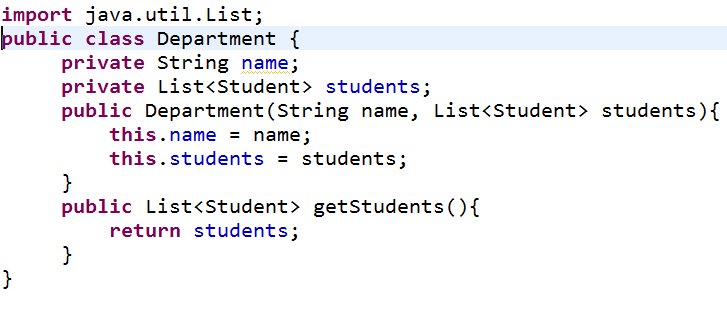 import java.util.List;
public class Department {
    private String name;
    private List<Student> students;
    public Department(String name, List<Student> students){
        this.name = name;
        this.students = students;
    }
    public List<Student> getStudents(){
        return students;
    }
}